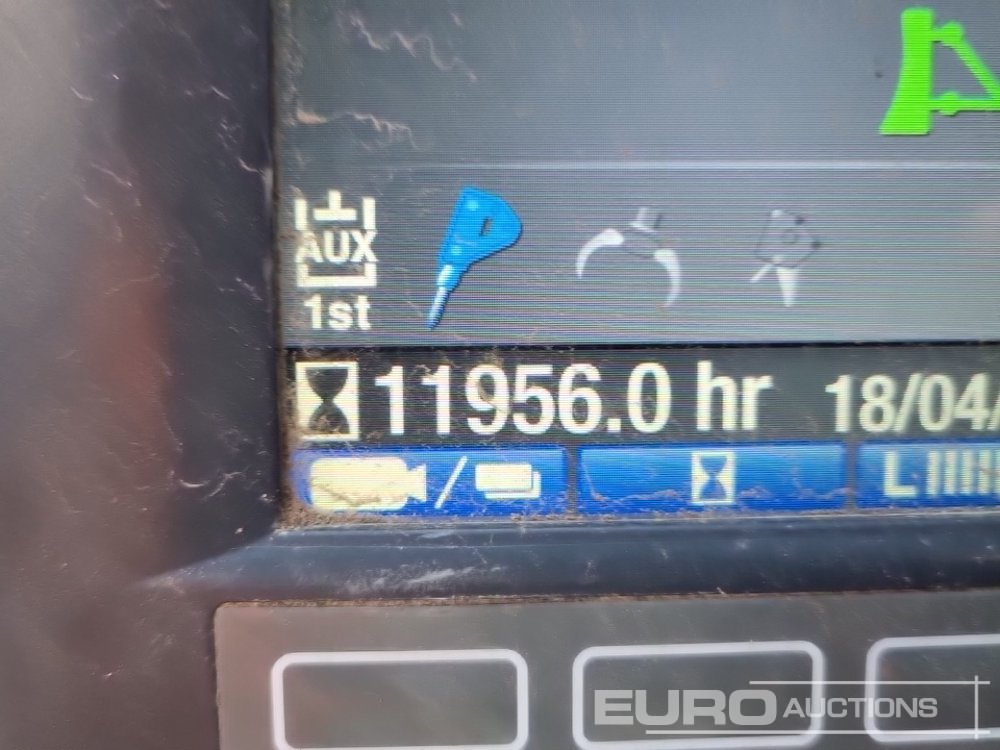 AUX
1st
11956.0 hr 18/04/
L
EURO AUCTIONS